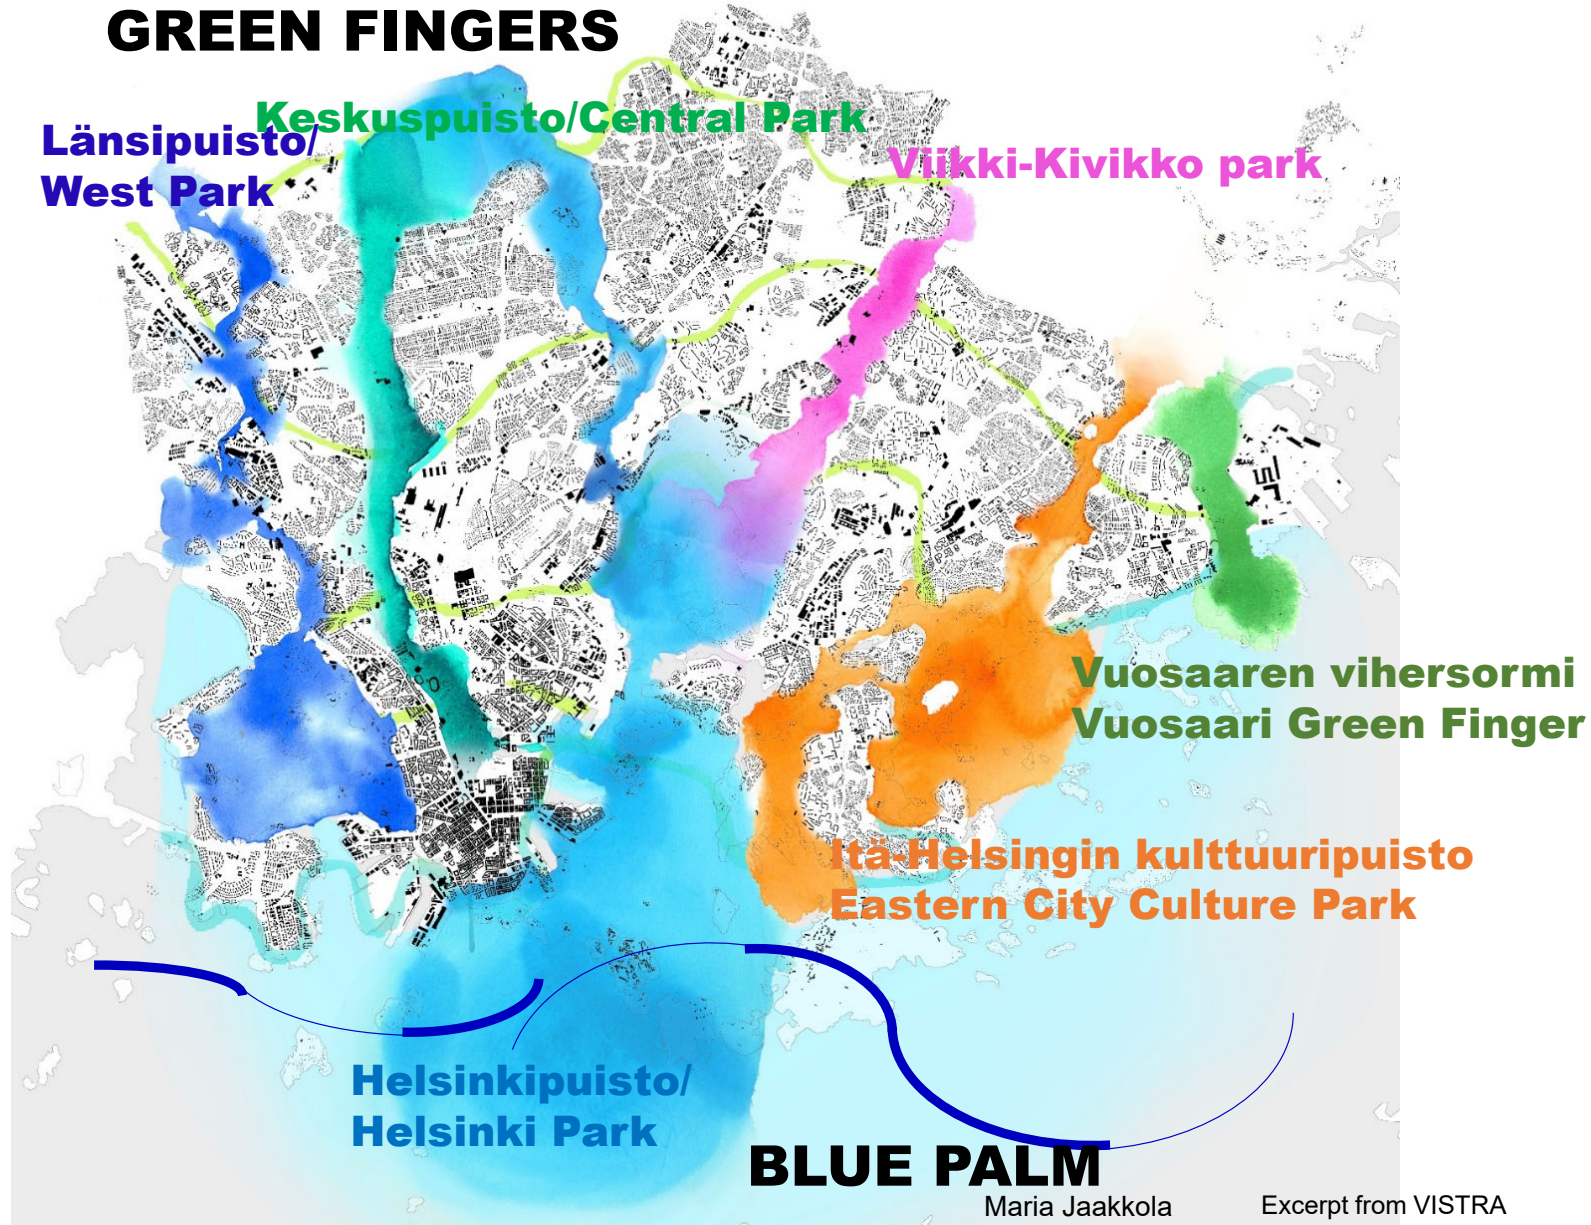 GREEN FINGERS
Keskuspuisto/Central Park
Länsipuisto/
West Park
Viikki-Kivikko park
Vuosaaren vihersormi
Vuosaari Green Finger
Itä-Helsingin kulttuuripuisto
Eastern City Culture Park
Helsinkipuisto/
Helsinki Park
BLUE PALM
Maria Jaakkola
Excerpt from VISTRA